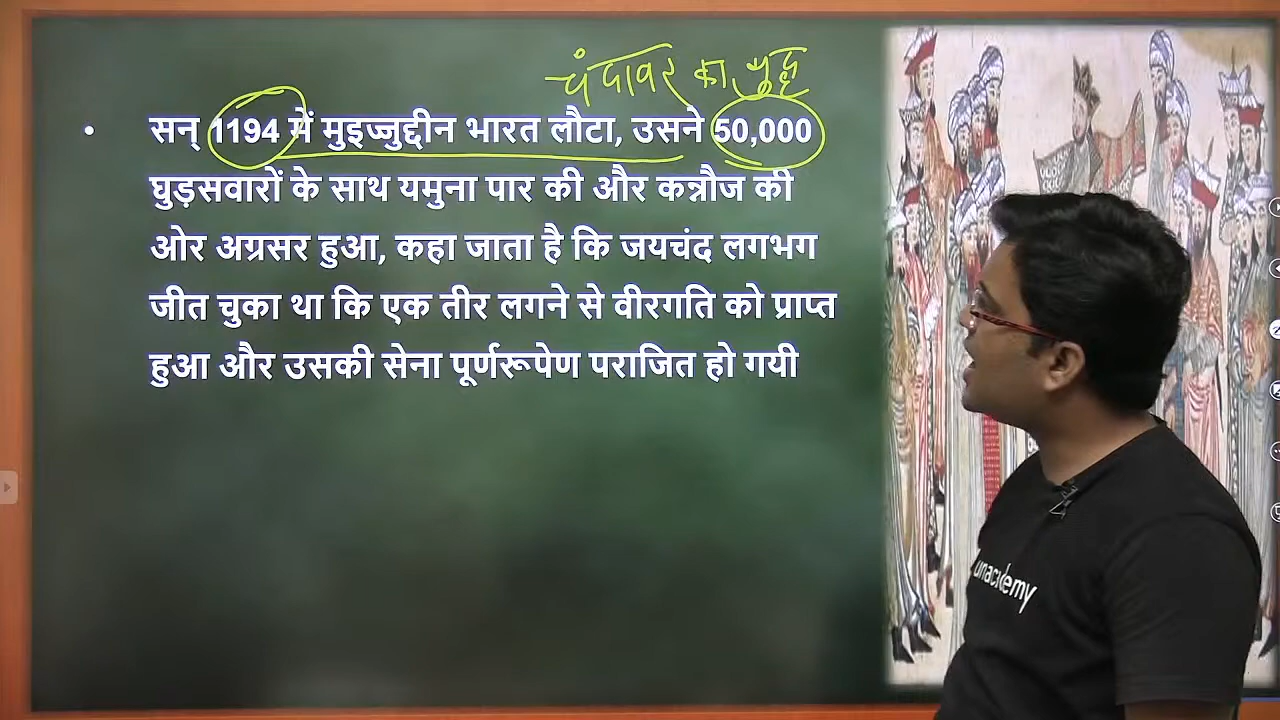 चंदावर का युद्ध
• सन् 1194 में मुइज्जुद्दीन भारत लौटा, उसने 50,000
घुड़सवारों के साथ यमुना पार की और कन्नौज की
ओर अग्रसर हुआ, कहा जाता है कि जयचंद लगभग
जीत चुका था कि एक तीर लगने से वीरगति को प्राप्त
हुआ और उसकी सेना पूर्णरूपेण पराजित हो गयी
unacademy